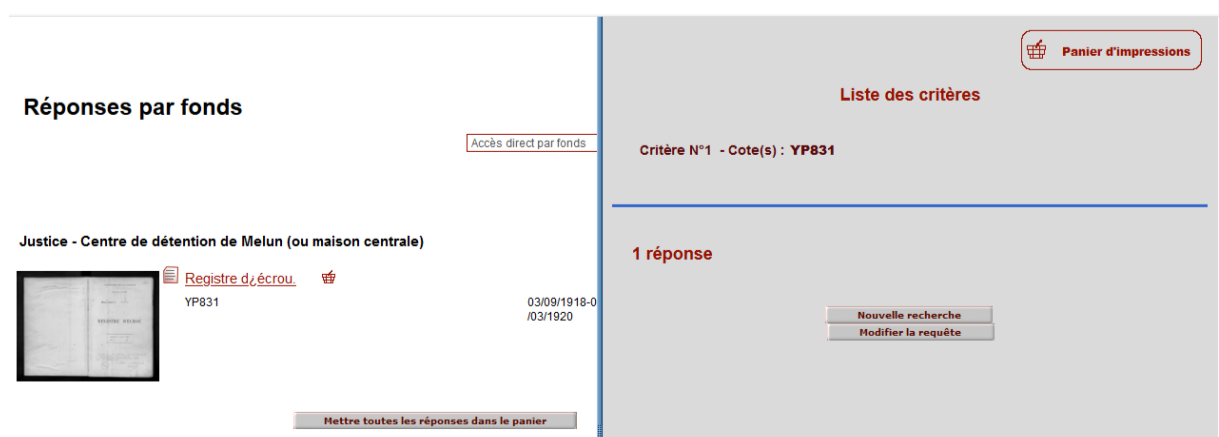 Réponses par fonds
Accès direct par fonds
Justice - Centre de détention de Melun (ou maison centrale)
Registre d¿écrou.
YP831
03/09/1918-0
/03/1920
REGISTRE D'ÉCROU
Mettre toutes les réponses dans le panier
Panier d'impressions
Liste des critères
Critère N°1 - Cote(s) : YP831
1 réponse
Nouvelle recherche
Modifier la requête